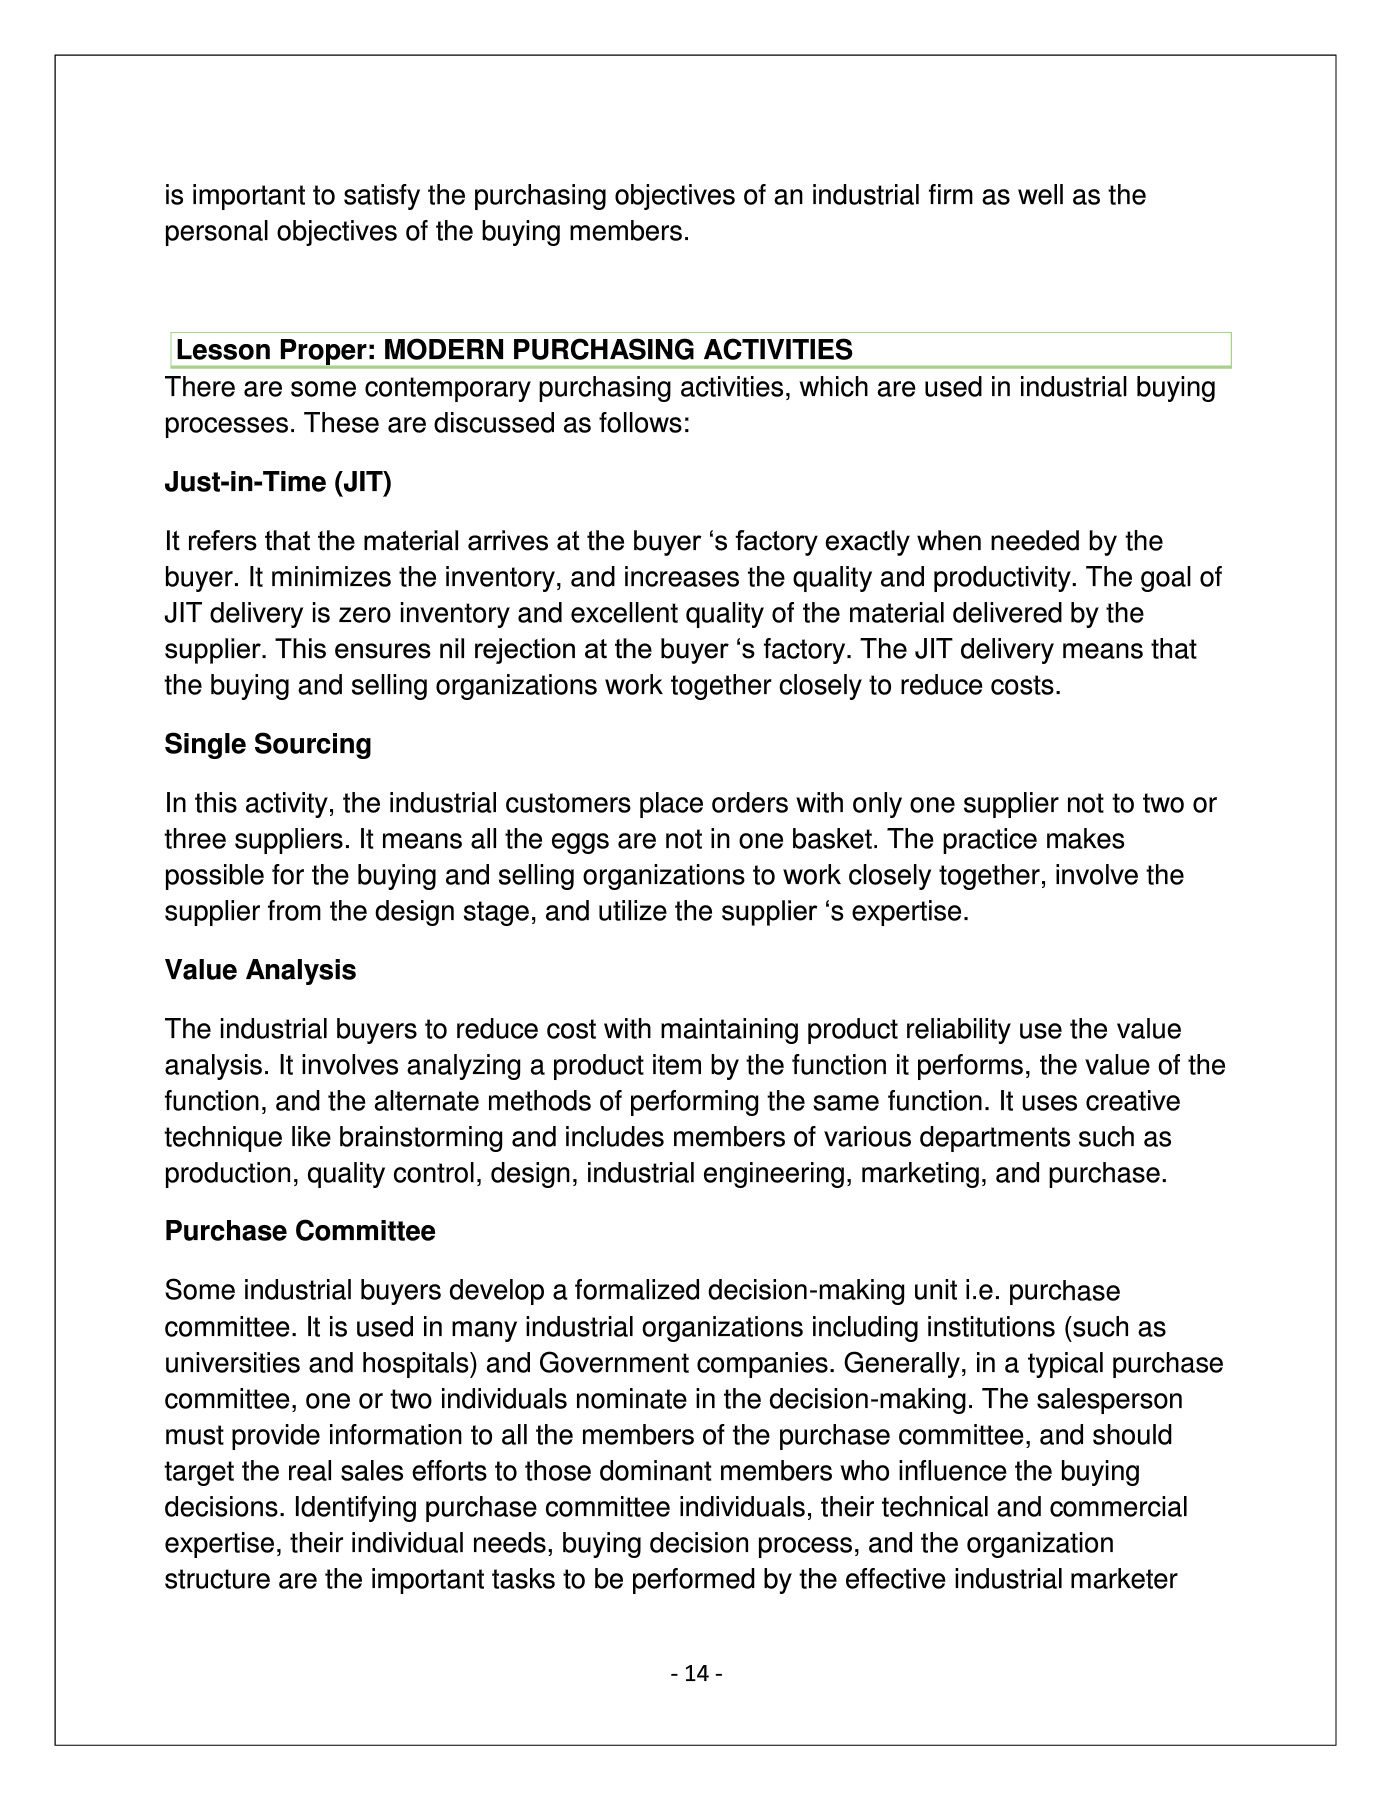 is important to satisfy the purchasing objectives of an industrial firm as well as the
personal objectives of the buying members.
Lesson Proper: MODERN PURCHASING ACTIVITIES
There are some contemporary purchasing activities, which are used in industrial buying
processes. These are discussed as follows:
Just-in-Time (JIT)
It refers that the material arrives at the buyer ‘s factory exactly when needed by the
buyer. It minimizes the inventory, and increases the quality and productivity. The goal of
JIT delivery is zero inventory and excellent quality of the material delivered by the
supplier. This ensures nil rejection at the buyer ‘s factory. The JIT delivery means that
the buying and selling organizations work together closely to reduce costs.
Single Sourcing
In this activity, the industrial customers place orders with only one supplier not to two or
three suppliers. It means all the eggs are not in one basket. The practice makes
possible for the buying and selling organizations to work closely together, involve the
supplier from the design stage, and utilize the supplier ‘s expertise.
Value Analysis
The industrial buyers to reduce cost with maintaining product reliability use the value
analysis. It involves analyzing a product item by the function it performs, the value of the
function, and the alternate methods of performing the same function. It uses creative
technique like brainstorming and includes members of various departments such as
production, quality control, design, industrial engineering, marketing, and purchase.
Purchase Committee
Some industrial buyers develop a formalized decision-making unit i.e. purchase
committee. It is used in many industrial organizations including institutions (such as
universities and hospitals) and Government companies. Generally, in a typical purchase
committee, one or two individuals nominate in the decision-making. The salesperson
must provide information to all the members of the purchase committee, and should
target the real sales efforts to those dominant members who influence the buying
decisions. Identifying purchase committee individuals, their technical and commercial
expertise, their individual needs, buying decision process, and the organization
structure are the important tasks to be performed by the effective industrial marketer
- 14 -